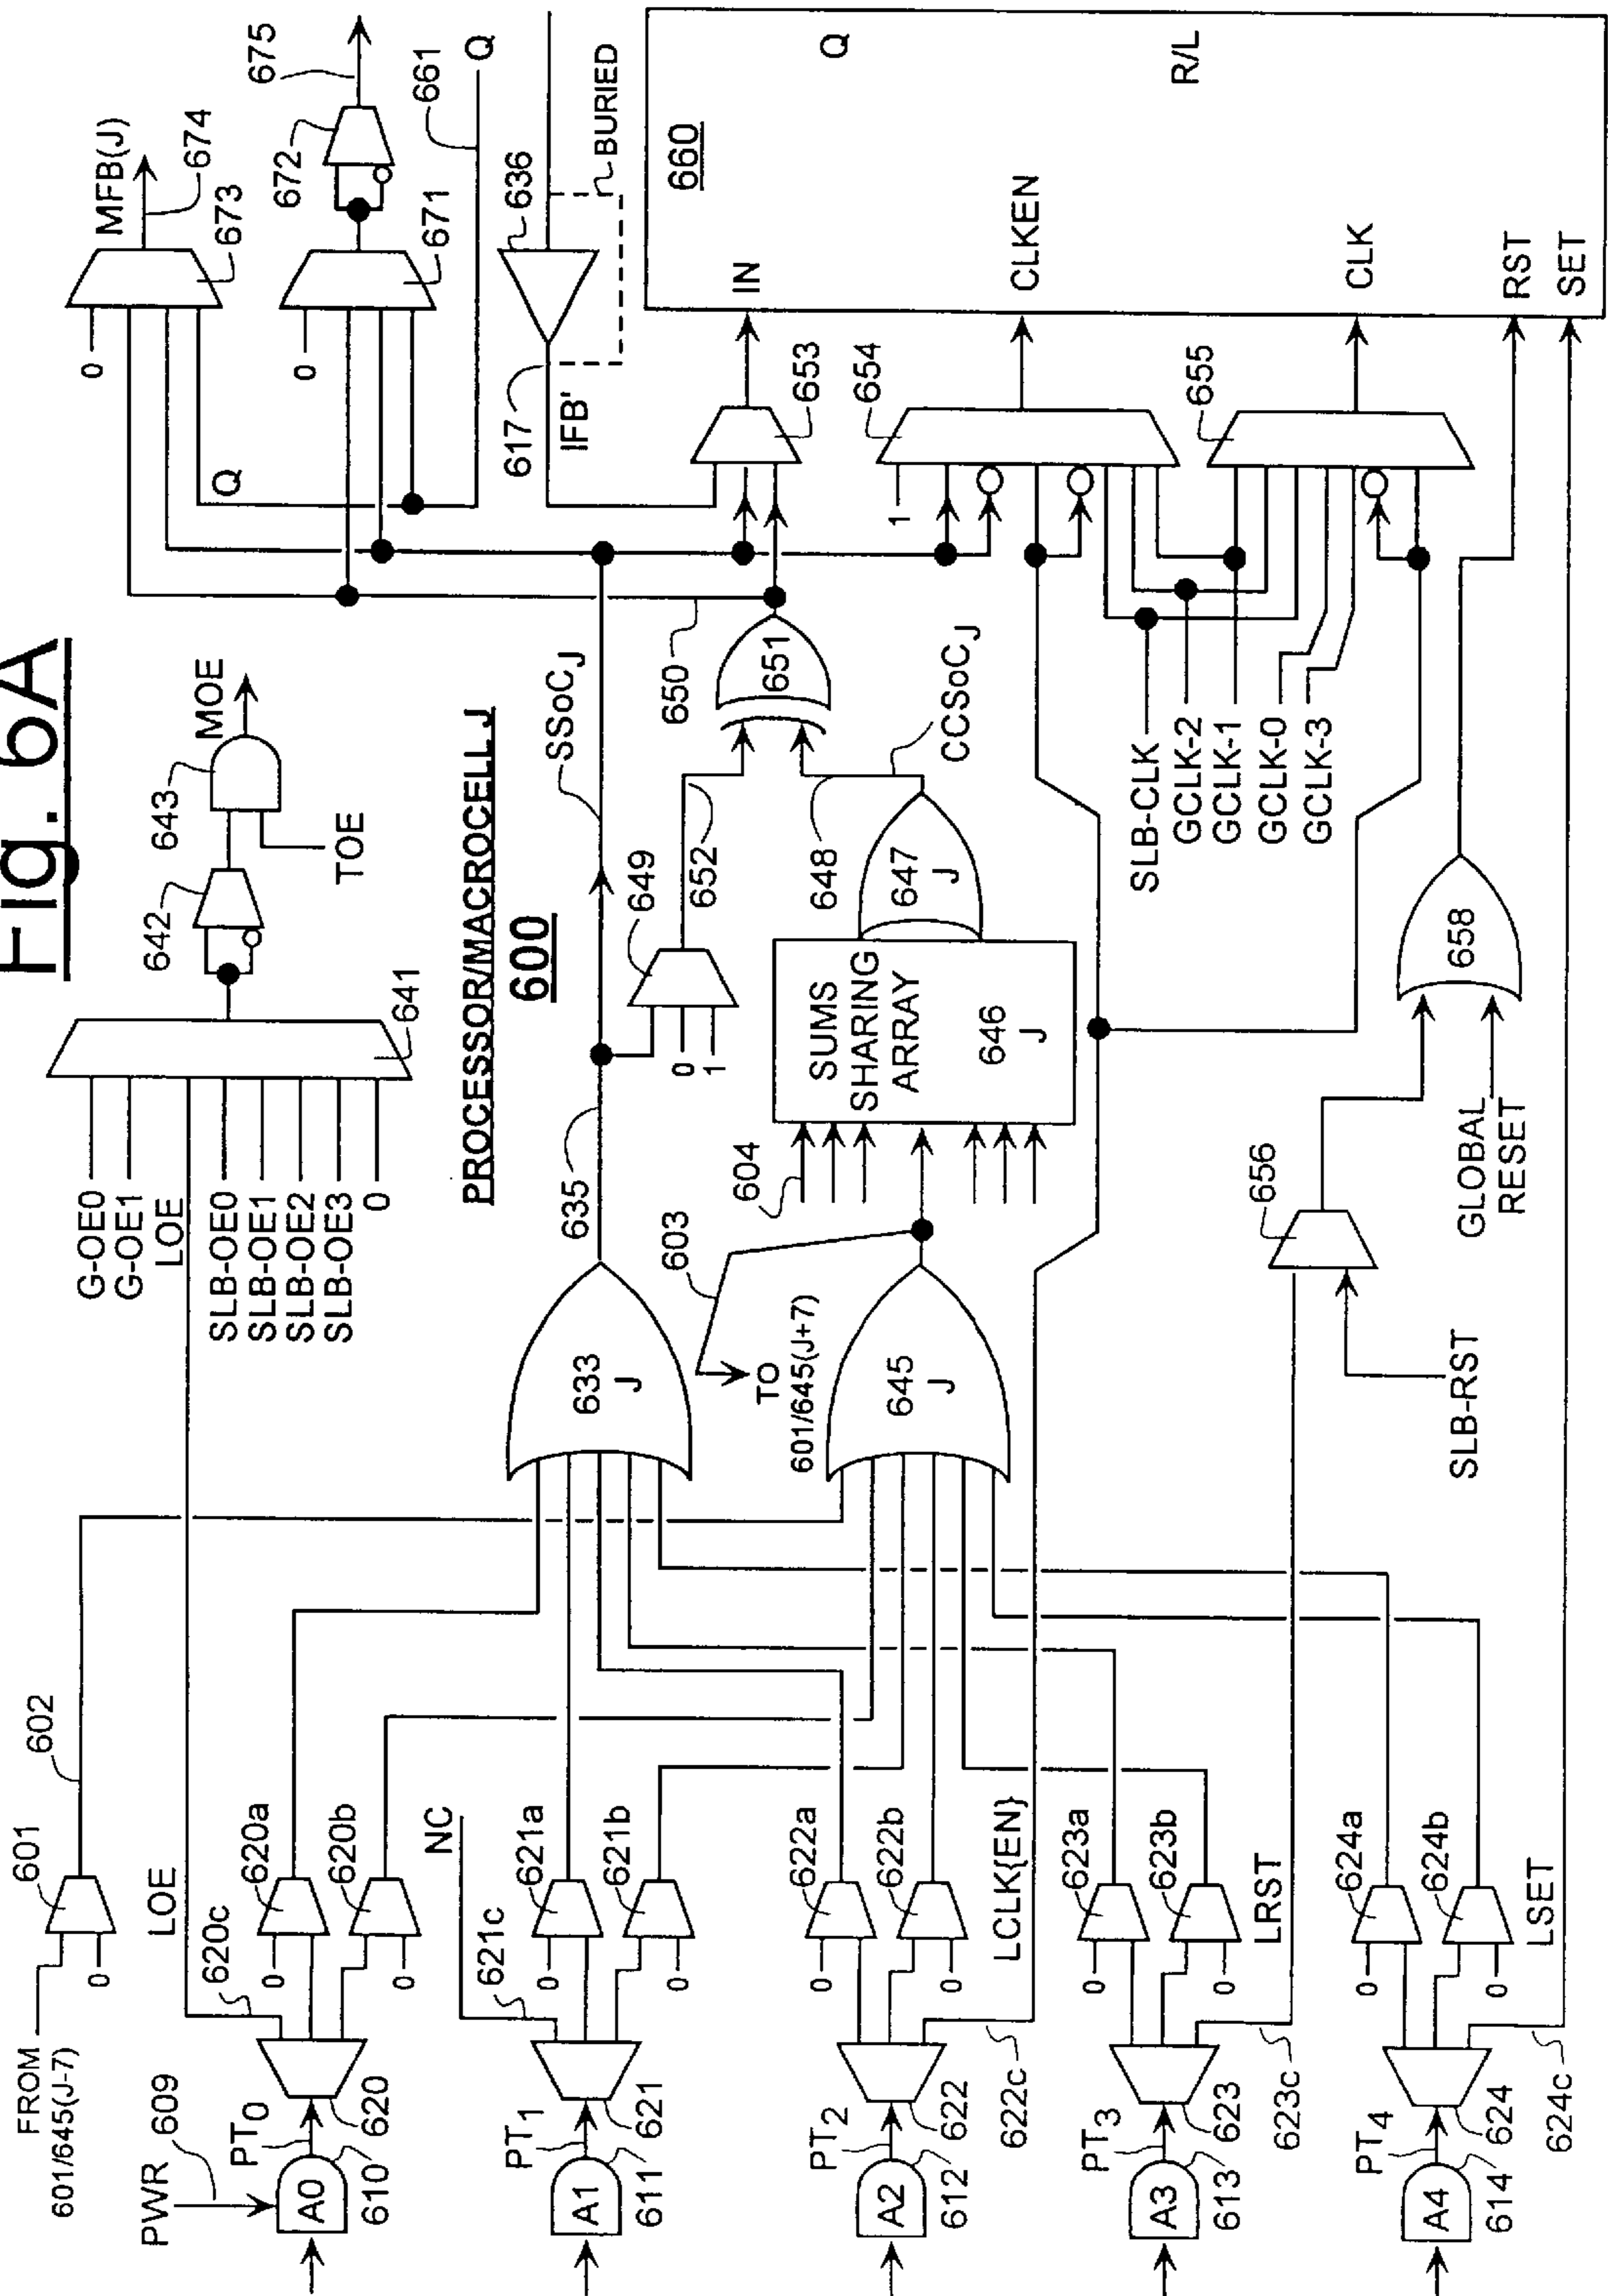 Fig. 6A
PROCESSOR/MACROCELL J
600
FROM
601/645(J-7)
601
602
0
PWR
609
PT0
A0
610
620
620c
LOE
620a
620b
0
0
PT1
A1
611
621
621c
NC
621a
621b
0
0
PT2
A2
612
622
622c
LCLK{EN}
622a
622b
0
0
PT3
A3
613
623
623c
LRST
623a
623b
0
0
PT4
A4
614
624
624c
LSET
624a
624b
0
0
G-OE0
G-OE1
LOE
SLB-OE0
SLB-OE1
SLB-OE2
SLB-OE3
0
641
642
643
MOE
TOE
633
J
635
SSoCJ
603
TO
601/645(J+7)
645
J
604
SUMS
SHARING
ARRAY
646
J
647
J
648
CCSoCJ
649
0
1
652
650
651
SLB-RST
656
GLOBAL
RESET
658
SLB-CLK
GCLK-2
GCLK-1
GCLK-0
GCLK-3
1
654
655
653
617
IFB'
636
BURIED
0
MFB(J)
674
673
Q
0
671
672
675
661
Q
660
IN
Q
CLKEN
R/L
CLK
RST
SET